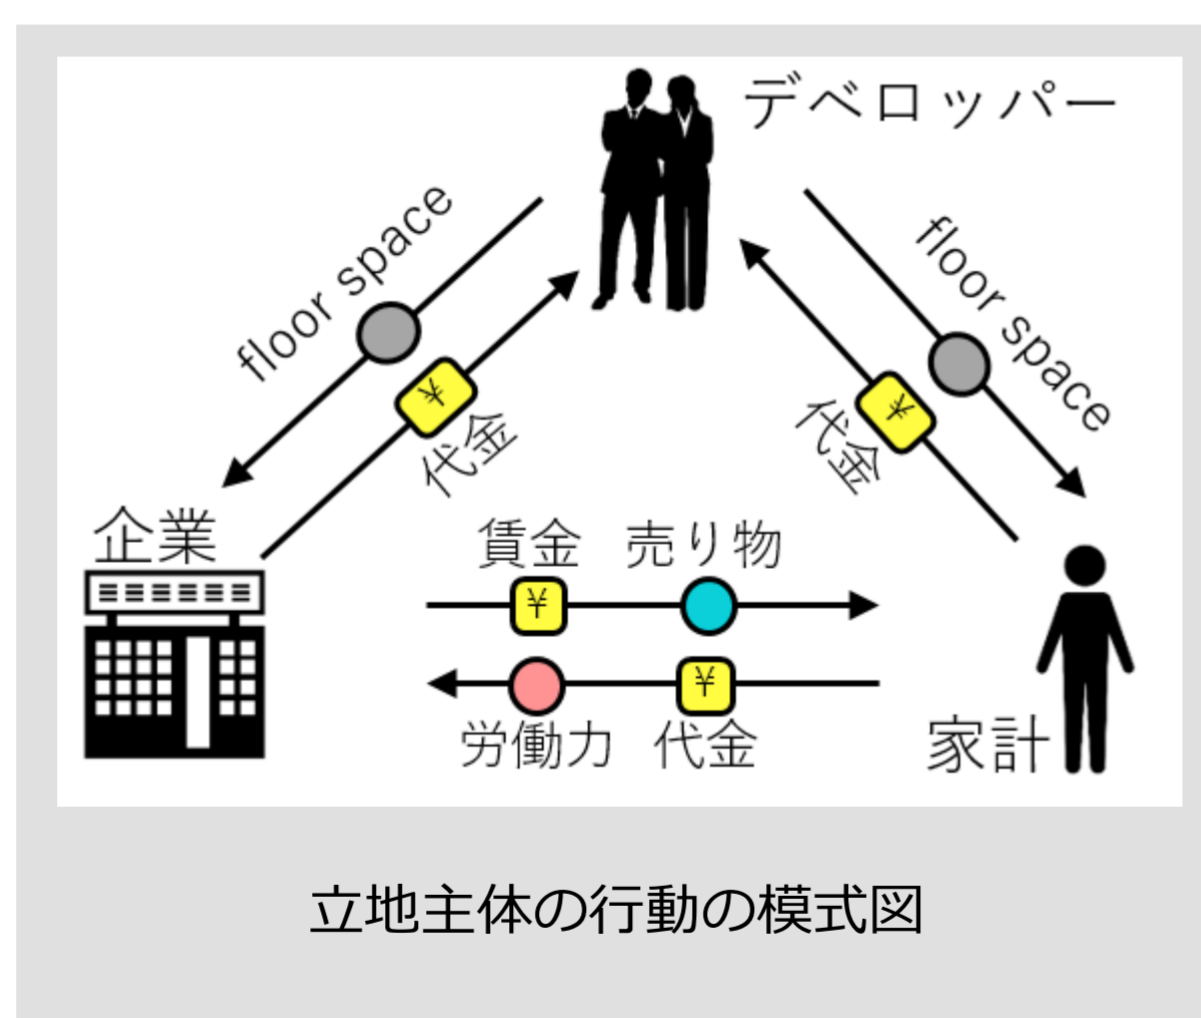 デベロッパー
floor space
代金
floor space
代金
企業
賃金 売り物
¥ ¥ ¥ ¥
労働力 代金
家計
立地主体の行動の模式図